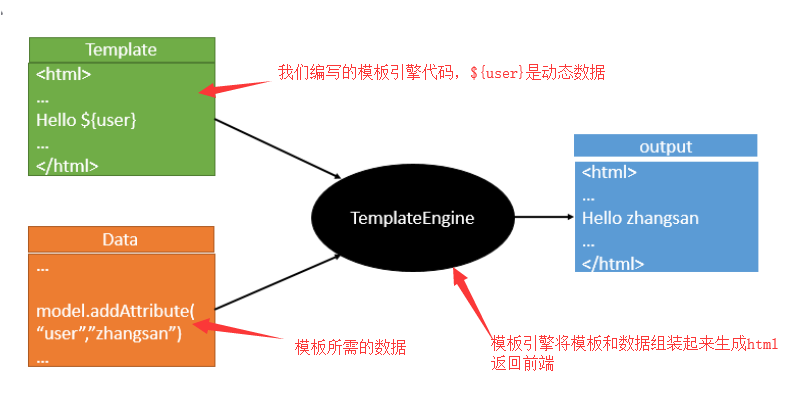 Template
<html>
...
Hello ${user}
...
</html>
我们编写的模板引擎代码，${user}是动态数据
Data
...
model.addAttribute(
“user”,”zhangsan”)
...
模板所需的数据
TemplateEngine
模板引擎将模板和数据组装起来生成html
返回前端
output
<html>
...
Hello zhangsan
...
</html>